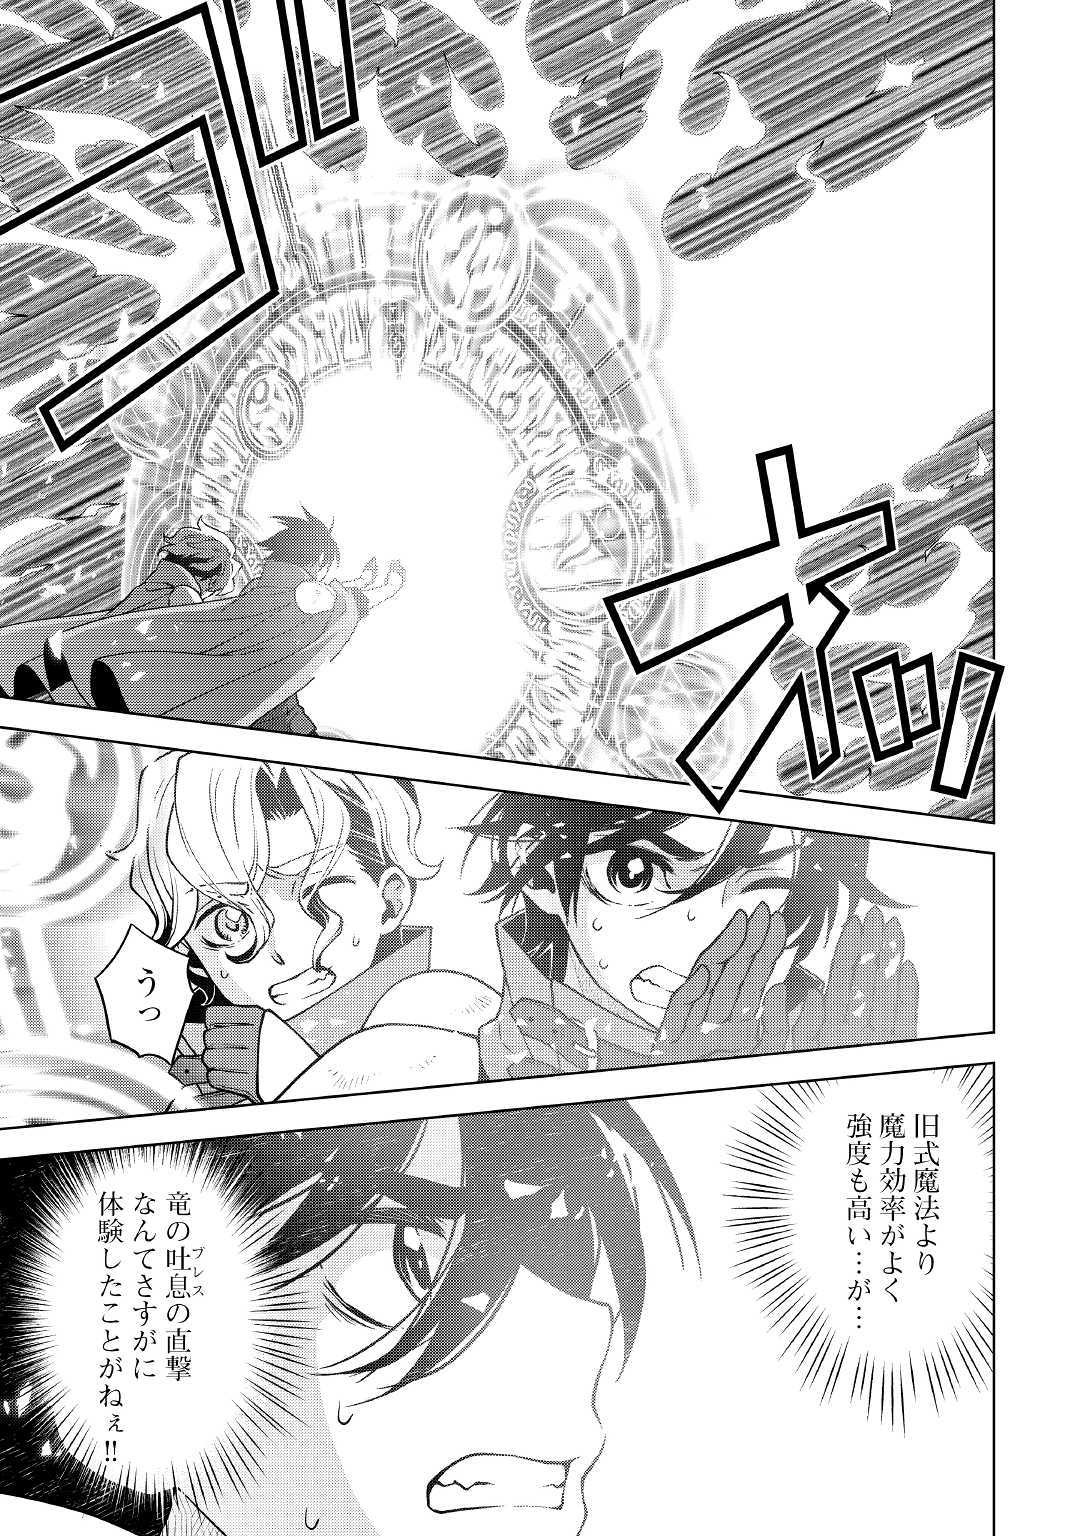 オッ
うっ
旧式魔法より
魔力効率がよく
強度も高い…が…
竜の吐息の直撃
ブレス
なんてさすがに
体験したことがねぇ!!